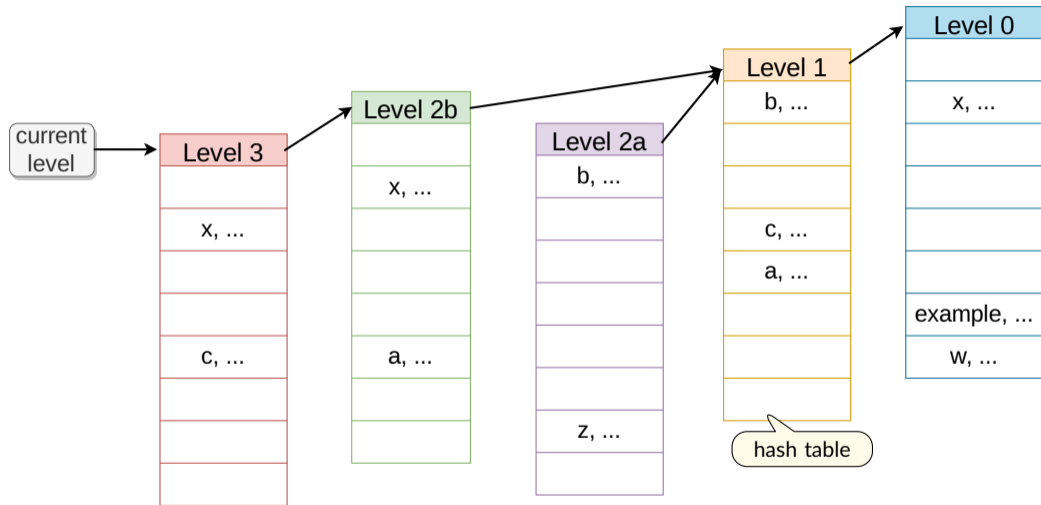 current
level
Level 3
x, ...
c, ...
Level 2b
x, ...
a, ...
Level 2a
b, ...
z, ...
Level 1
b, ...
c, ...
a, ...
hash table
Level 0
x, ...
example, ...
w, ...